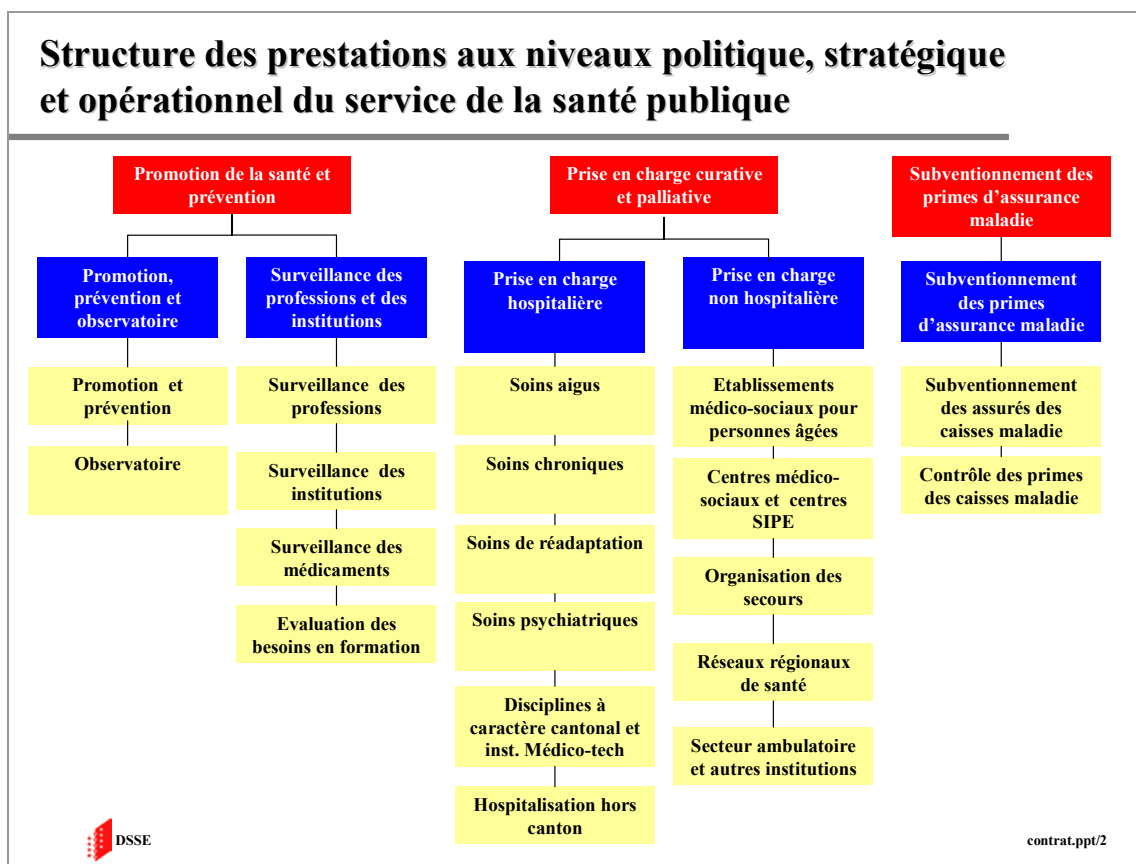 Structure des prestations aux niveaux politique, stratégique
et opérationnel du service de la santé publique
Promotion de la santé et
prévention
Promotion,
prévention et
observatoire
Promotion et
prévention
Observatoire
Surveillance des
professions et des
institutions
Surveillance des
professions
Surveillance des
institutions
Surveillance des
médicaments
Evaluation des
besoins en formation
Prise en charge curative
et palliative
Prise en charge
hospitalière
Soins aigus
Soins chroniques
Soins de réadaptation
Soins psychiatriques
Disciplines à
caractère cantonal et
inst. Médico-tech
Hospitalisation hors
canton
Prise en charge
non hospitalière
Etablissements
médico-sociaux pour
personnes âgées
Centres médico-
sociaux et centres
SIPE
Organisation des
secours
Réseaux régionaux
de santé
Secteur ambulatoire
et autres institutions
Subventionnement des
primes d’assurance
maladie
Subventionnement
des primes
d’assurance maladie
Subventionnement
des assurés des
caisses maladie
Contrôle des primes
des caisses maladie
DSSE
contrat.ppt/2